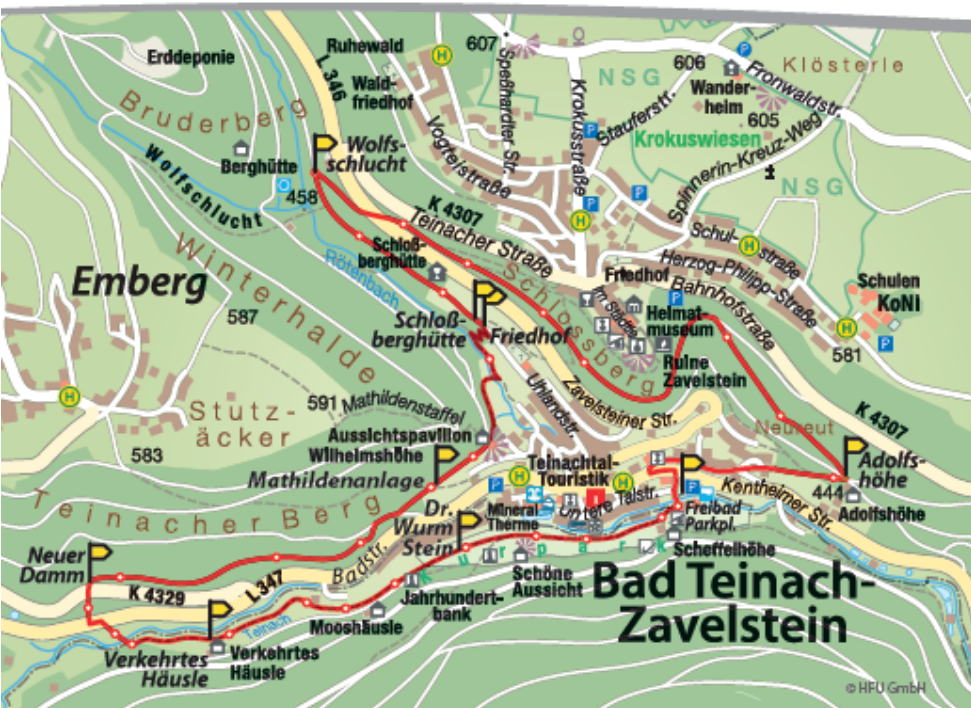 607
Erddeponie
Ruhewald
Wald-
friedhof
L 346
Speßhardter Str.
NSG
606
Wander-
heim
Fronwaldstr.
Klösterle
605
Krokusstraße
Stauferstr.
Krokuswiesen
Spinnerin-Kreuz-Weg
NSG
Bruderberg
Berghütte
Wolfs-
schlucht
Vogteistraße
Wolfschlucht
458
K 4307
Teinacher Straße
Schul-
straße
Herzog-Philipp-Straße
Schloß-
berghütte
Winterhalde
Rötenbach
Schlossberg
Friedhof
Bahnhofstraße
Schulen
KoNI
Emberg
587
Im Städtle
Heimat-
museum
581
Schloß-
berghütte
Friedhof
Ruine
Zavelstein
Uhlandstr.
Zavelsteiner Str.
591
Mathildenstaffel
Stutz-
äcker
583
Aussichtspavillon
Wilhelmshöhe
Mathildenanlage
Neureut
K 4307
Adolfs-
höhe
444
Adolfshöhe
Teinachtal-
Touristik
Untere Talstr.
Kentheimer Str.
Teinacher Berg
Mineral
Therme
Freibad
Parkpl.
Dr.
Wurm
Stein
Scheffelhöhe
Neuer
Damm
Badstr.
Kurpark
Schöne
Aussicht
K 4329
L 347
Jahrhundert-
bank
Bad Teinach-
Zavelstein
Teinach
Mooshäusle
Verkehrtes
Häusle
Verkehrtes
Häusle
© HFU GmbH